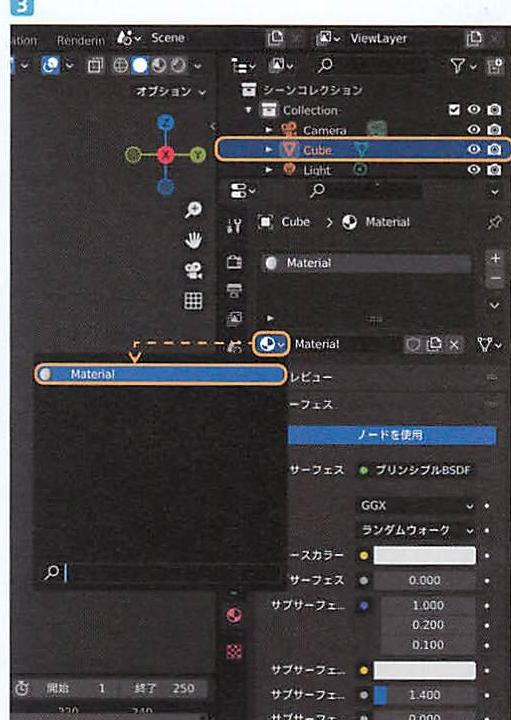 3
ation Renderin Scene ViewLayer
オプション
シーンコレクション
Collection
Camera
Cube
Light
Z
X Y
Cube > Material
Material
Material
Material
レビュー
ーフェス
ノードを使用
サーフェス プリンシプルBSDF
GGX
ランダムウォーク
ースカラー
サーフェス 0.000
サブサーフェ... 1.000
0.200
0.100
サブサーフェ...
サブサーフェ... 1.400
サブサーフェ... 0.000
開始 1 終了 250
220 240